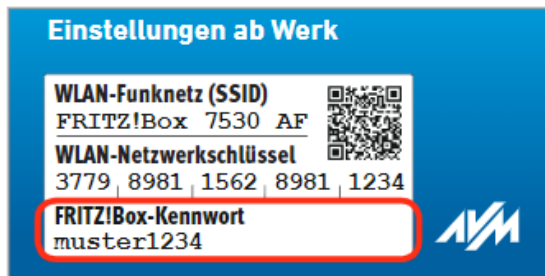 Einstellungen ab Werk
WLAN-Funknetz (SSID)
FRITZ!Box 7530 AF
WLAN-Netzwerkschlüssel
3779 8981 1562 8981 1234
FRITZ!Box-Kennwort
muster1234
AVM